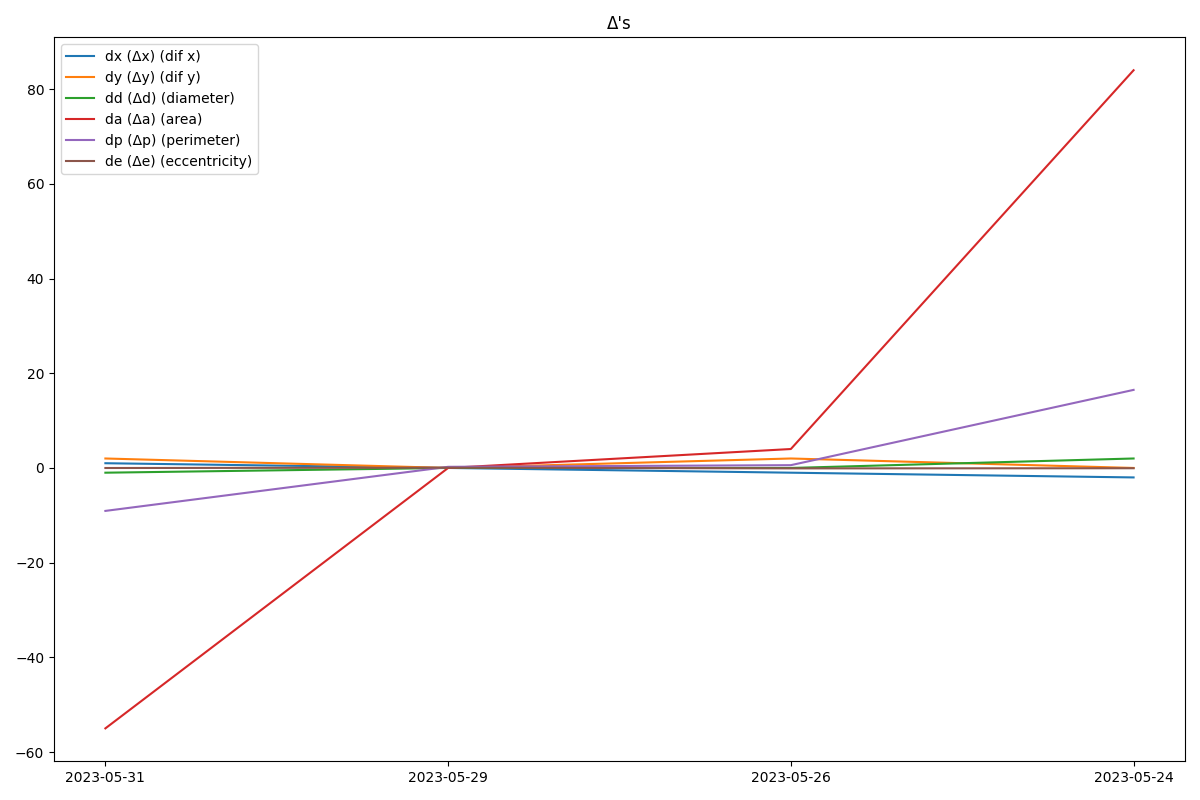 Δ's
dx (Δx) (dif x)
dy (Δy) (dif y)
dd (Δd) (diameter)
da (Δa) (area)
dp (Δp) (perimeter)
de (Δe) (eccentricity)
80
60
40
20
0
−20
−40
−60
2023-05-31 2023-05-29 2023-05-26 2023-05-24